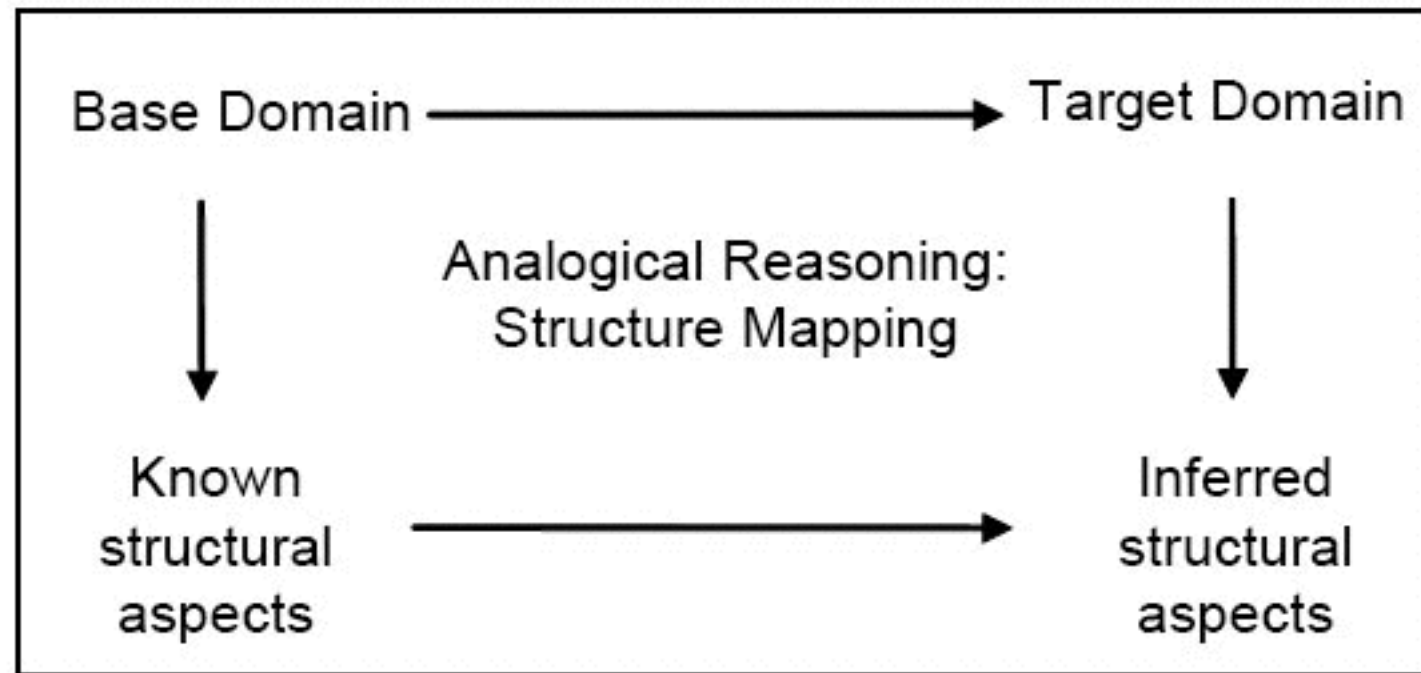 Base Domain
Target Domain
Analogical Reasoning:
Structure Mapping
Known
structural
aspects
Inferred
structural
aspects